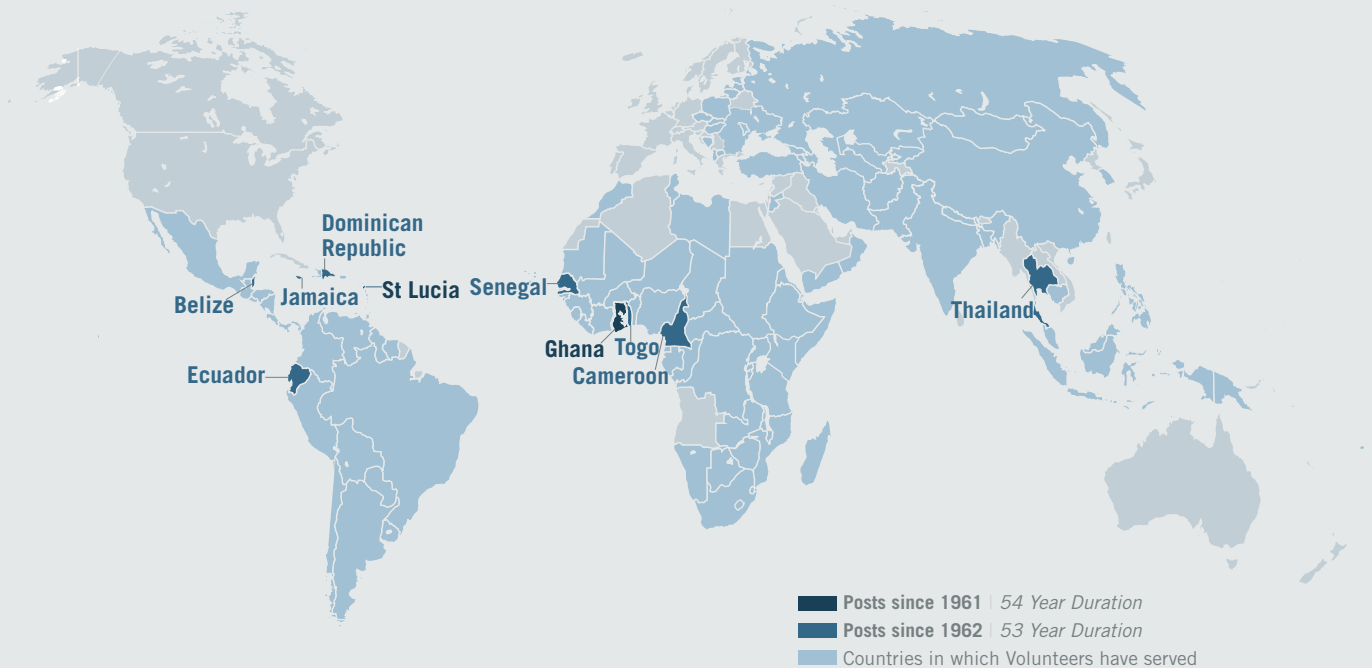 Dominican
Republic
Belize
Jamaica
St Lucia
Senegal
Ecuador
Ghana
Togo
Cameroon
Thailand
Posts since 1961 | 54 Year Duration
Posts since 1962 | 53 Year Duration
Countries in which Volunteers have served